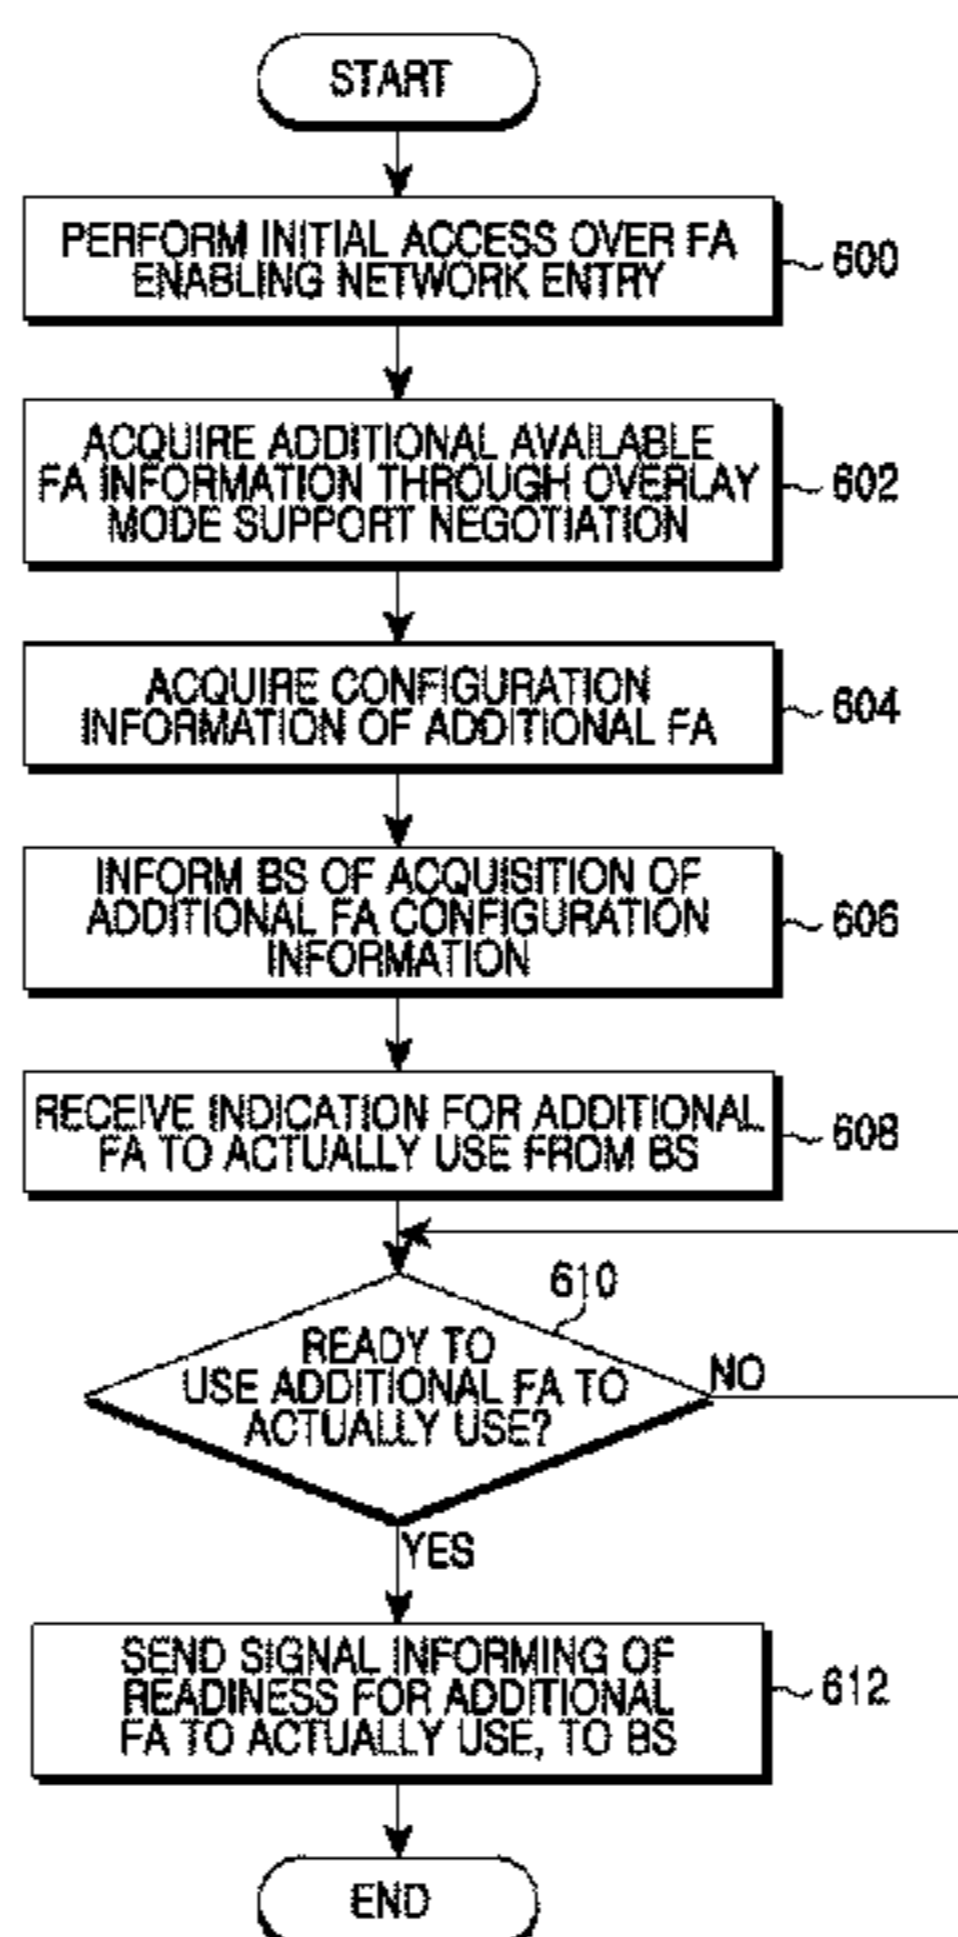 START
PERFORM INITIAL ACCESS OVER FA
ENABLING NETWORK ENTRY
600
ACQUIRE ADDITIONAL AVAILABLE
FA INFORMATION THROUGH OVERLAY
MODE SUPPORT NEGOTIATION
602
ACQUIRE CONFIGURATION
INFORMATION OF ADDITIONAL FA
604
INFORM BS OF ACQUISITION OF
ADDITIONAL FA CONFIGURATION
INFORMATION
606
RECEIVE INDICATION FOR ADDITIONAL
FA TO ACTUALLY USE FROM BS
608
610
READY TO
USE ADDITIONAL FA TO
ACTUALLY USE?
NO
YES
SEND SIGNAL INFORMING OF
READINESS FOR ADDITIONAL
FA TO ACTUALLY USE, TO BS
612
END